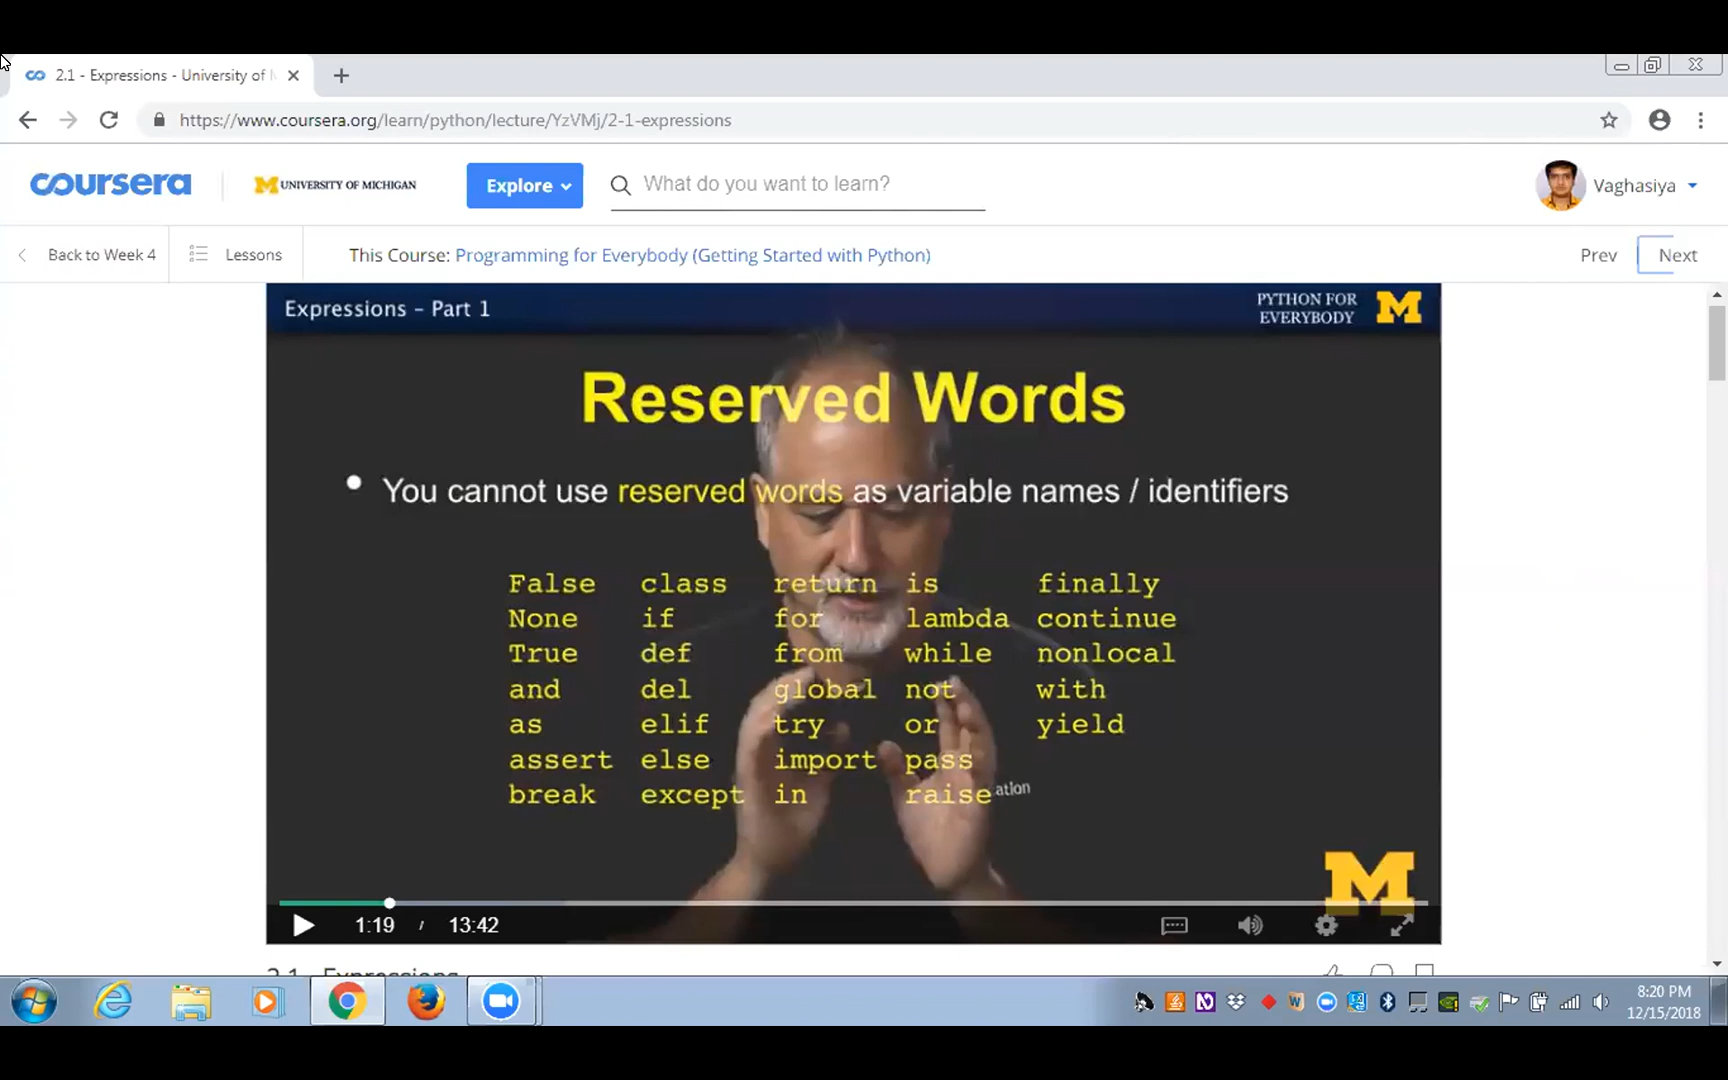 2.1 - Expressions - University of
https://www.coursera.org/learn/python/lecture/YzVMj/2-1-expressions
coursera
M UNIVERSITY OF MICHIGAN
Explore
What do you want to learn?
Vaghasiya
Back to Week 4
Lessons
This Course: Programming for Everybody (Getting Started with Python)
Prev
Next
Expressions - Part 1
PYTHON FOR
EVERYBODY
M
Reserved Words
• You cannot use reserved words as variable names / identifiers
False class return is finally
None if for lambda continue
True def from while nonlocal
and del global not with
as elif try or yield
assert else import pass
break except in raise
ation
M
1:19 / 13:42
2.1 - Expressions
8:20 PM
12/15/2018